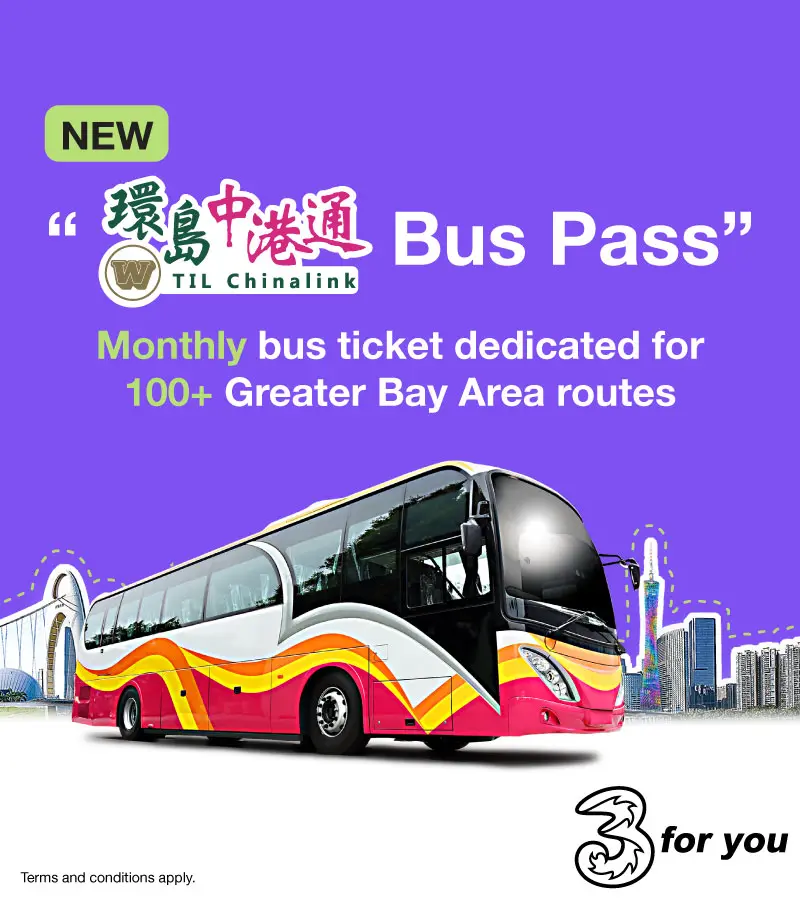 NEW
“環島中港通 Bus Pass”
W
TIL Chinalink
Monthly bus ticket dedicated for
100+ Greater Bay Area routes
3 for you
Terms and conditions apply.